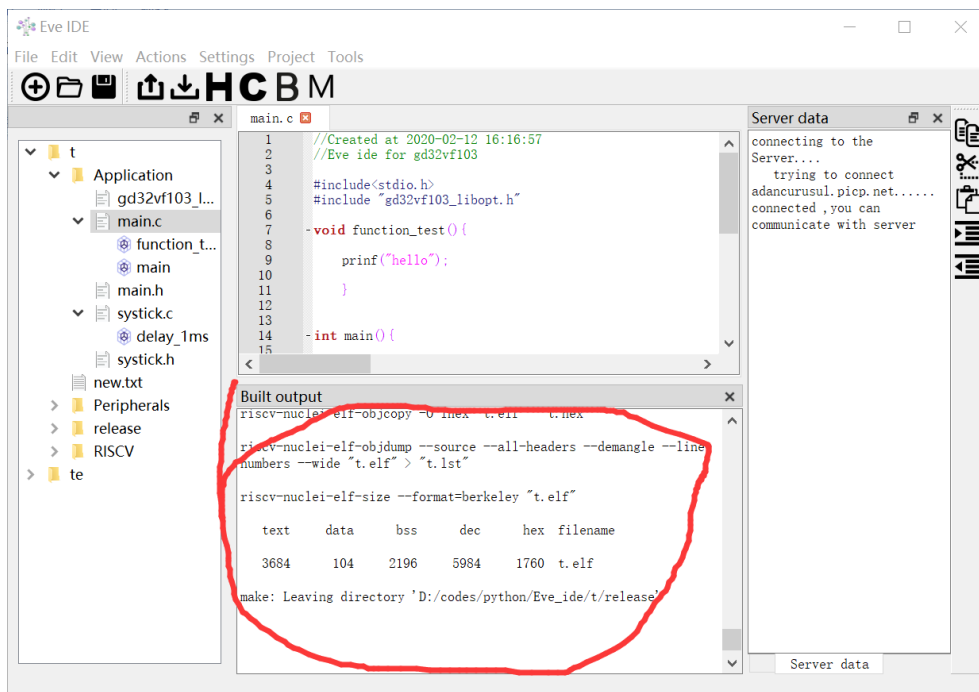 Eve IDE
File Edit View Actions Settings Project Tools
H C B M
main.c
t
Application
gd32vf103_l...
main.c
function_t...
main
main.h
systick.c
delay_1ms
systick.h
new.txt
Peripherals
release
RISCV
te
1 //Created at 2020-02-12 16:16:57
2 //Eve ide for gd32vf103
3
4 #include<stdio.h>
5 #include "gd32vf103_libopt.h"
6
7 -void function_test(){
8
9 prinf("hello");
10
11 }
12
13
14 -int main(){
15
Built output
riscv-nuclei-elf-objcopy -O ihex "t.elf" "t.hex"
riscv-nuclei-elf-objdump --source --all-headers --demangle --line
numbers --wide "t.elf" > "t.lst"
riscv-nuclei-elf-size --format=berkeley "t.elf"
text data bss dec hex filename
3684 104 2196 5984 1760 t.elf
make: Leaving directory 'D:/codes/python/Eve_ide/t/release'
Server data
connecting to the
Server....
trying to connect
adancurusul.picp.net......
connected ,you can
communicate with server
Server data